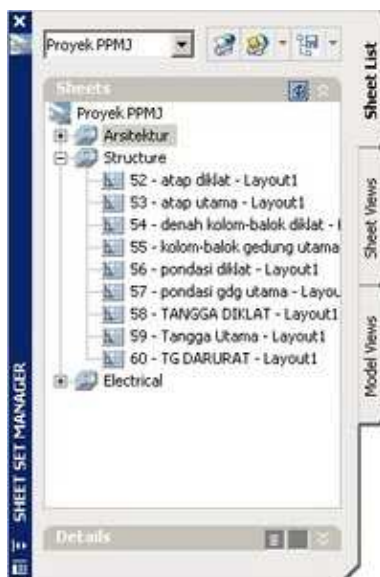 Proyek PPMJ
Sheets
Proyek PPMJ
Arsitektur
Structure
52 - atap diklat - Layout1
53 - atap utama - Layout1
54 - denah kolom-balok diklat -
55 - kolom-balok gedung utama
56 - pondasi diklat - Layout1
57 - pondasi gdg utama - Layou
58 - TANGGA DIKLAT - Layout1
59 - Tangga Utama - Layout1
60 - TG DARURAT - Layout1
Electrical
Details
SHEET SET MANAGER
Sheet List
Sheet Views
Model Views